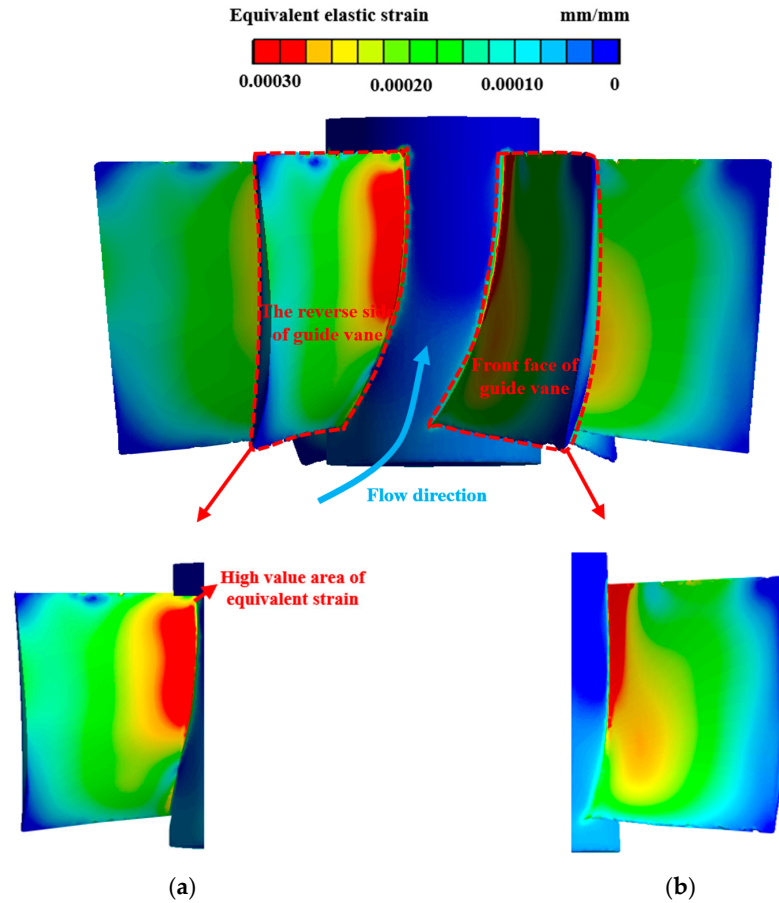 Equivalent elastic strain mm/mm
0.00030 0.00020 0.00010 0
The reverse side
of guide vane
Front face of
guide vane
Flow direction
High value area of
equivalent strain
(a) (b)